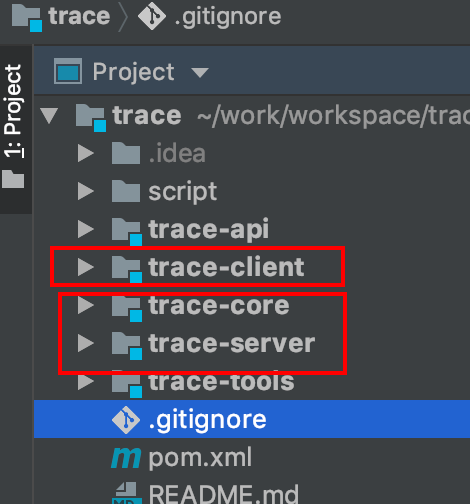 trace .gitignore
1: Project
Project
trace ~/work/workspace/trac
.idea
script
trace-api
trace-client
trace-core
trace-server
trace-tools
.gitignore
m pom.xml
MD README.md